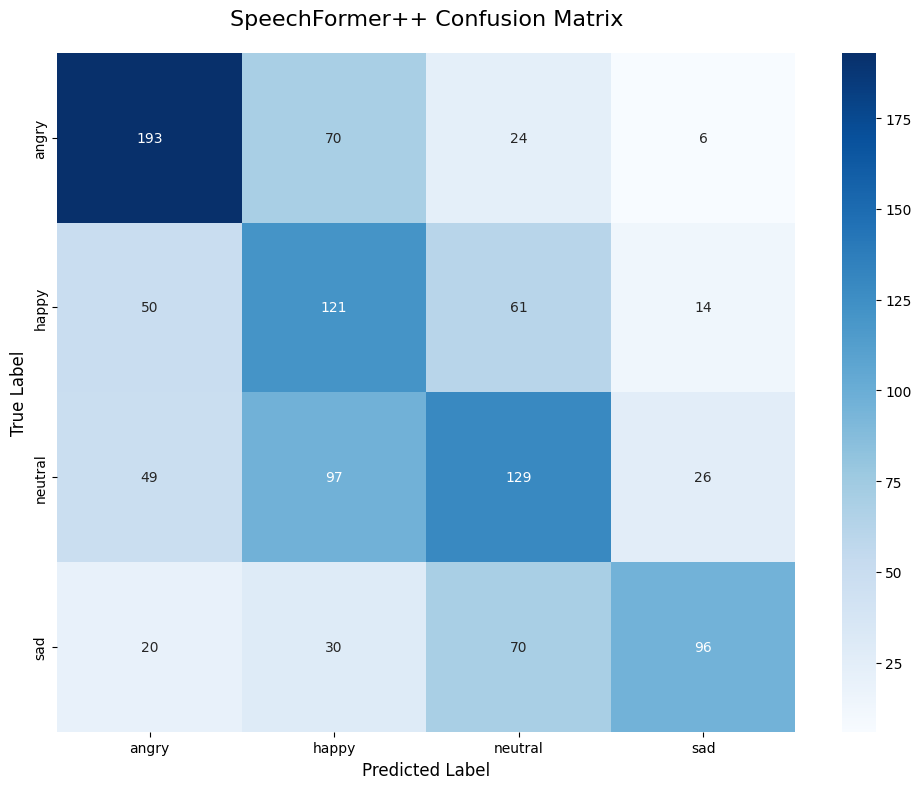 SpeechFormer++ Confusion Matrix
True Label
angry
193 70 24 6
happy
50 121 61 14
neutral
49 97 129 26
sad
20 30 70 96
angry happy neutral sad
Predicted Label
175
150
125
100
75
50
25